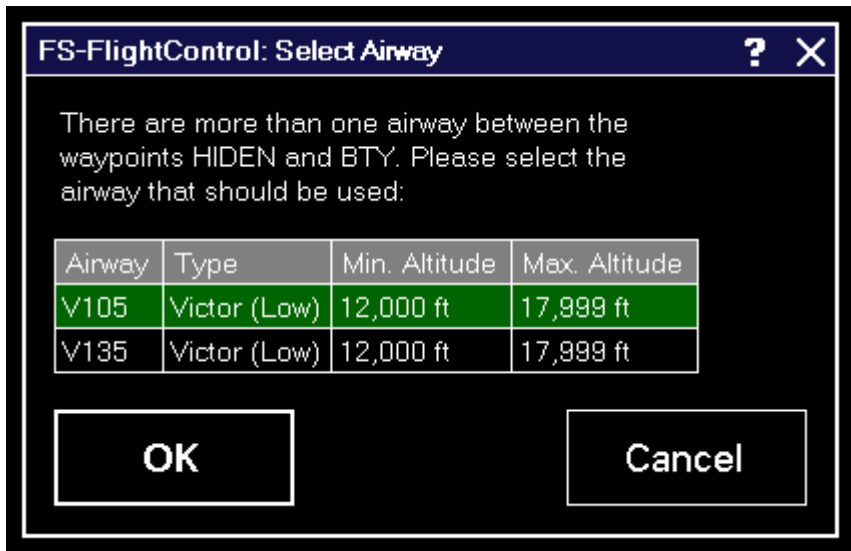 FS-FlightControl: Select Airway ? X
There are more than one airway between the
waypoints HIDEN and BTY. Please select the
airway that should be used:
Airway Type Min. Altitude Max. Altitude
V105 Victor (Low) 12,000 ft 17,999 ft
V135 Victor (Low) 12,000 ft 17,999 ft
OK Cancel